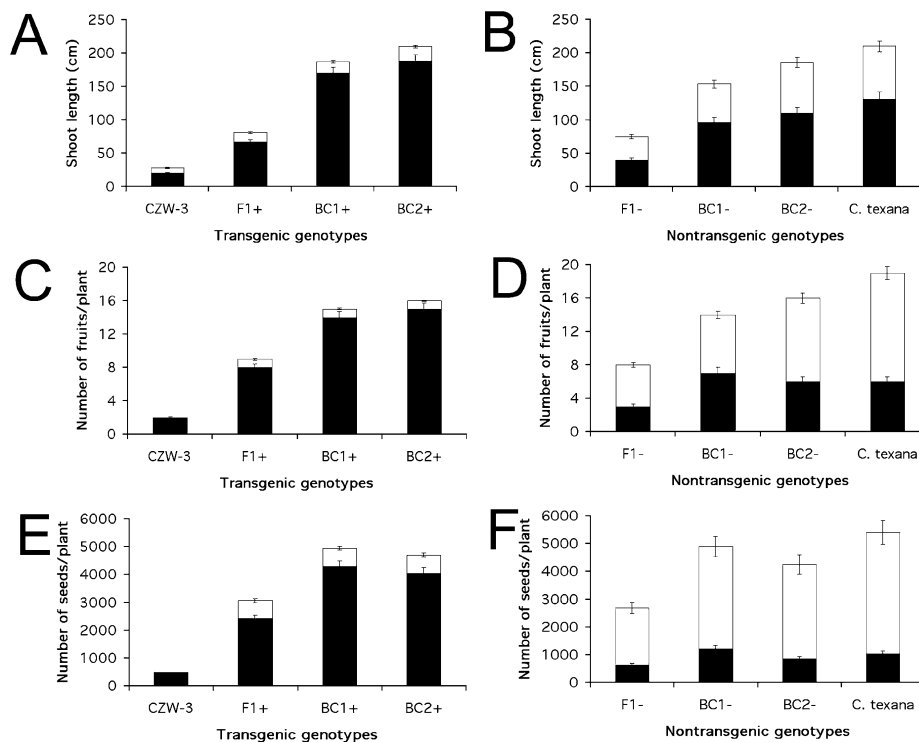 A
Shoot length (cm)
250
200
150
100
50
0
CZW-3 F1+ BC1+ BC2+
Transgenic genotypes
B
Shoot length (cm)
250
200
150
100
50
0
F1- BC1- BC2- C. texana
Nontransgenic genotypes
C
Number of fruits/plant
20
16
12
8
4
0
CZW-3 F1+ BC1+ BC2+
Transgenic genotypes
D
Number of fruits/plant
20
16
12
8
4
0
F1- BC1- BC2- C. texana
Nontransgenic genotypes
E
Number of seeds/plant
6000
5000
4000
3000
2000
1000
0
CZW-3 F1+ BC1+ BC2+
Transgenic genotypes
F
Number of seeds/plant
6000
5000
4000
3000
2000
1000
0
F1- BC1- BC2- C. texana
Nontransgenic genotypes